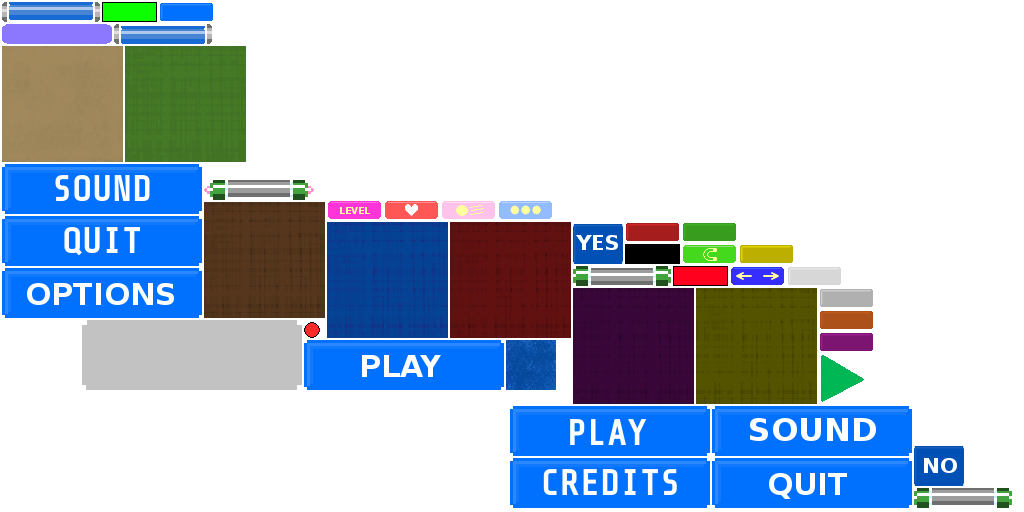 SOUND
QUIT
OPTIONS
LEVEL
YES
PLAY
PLAY
SOUND
CREDITS
QUIT
NO